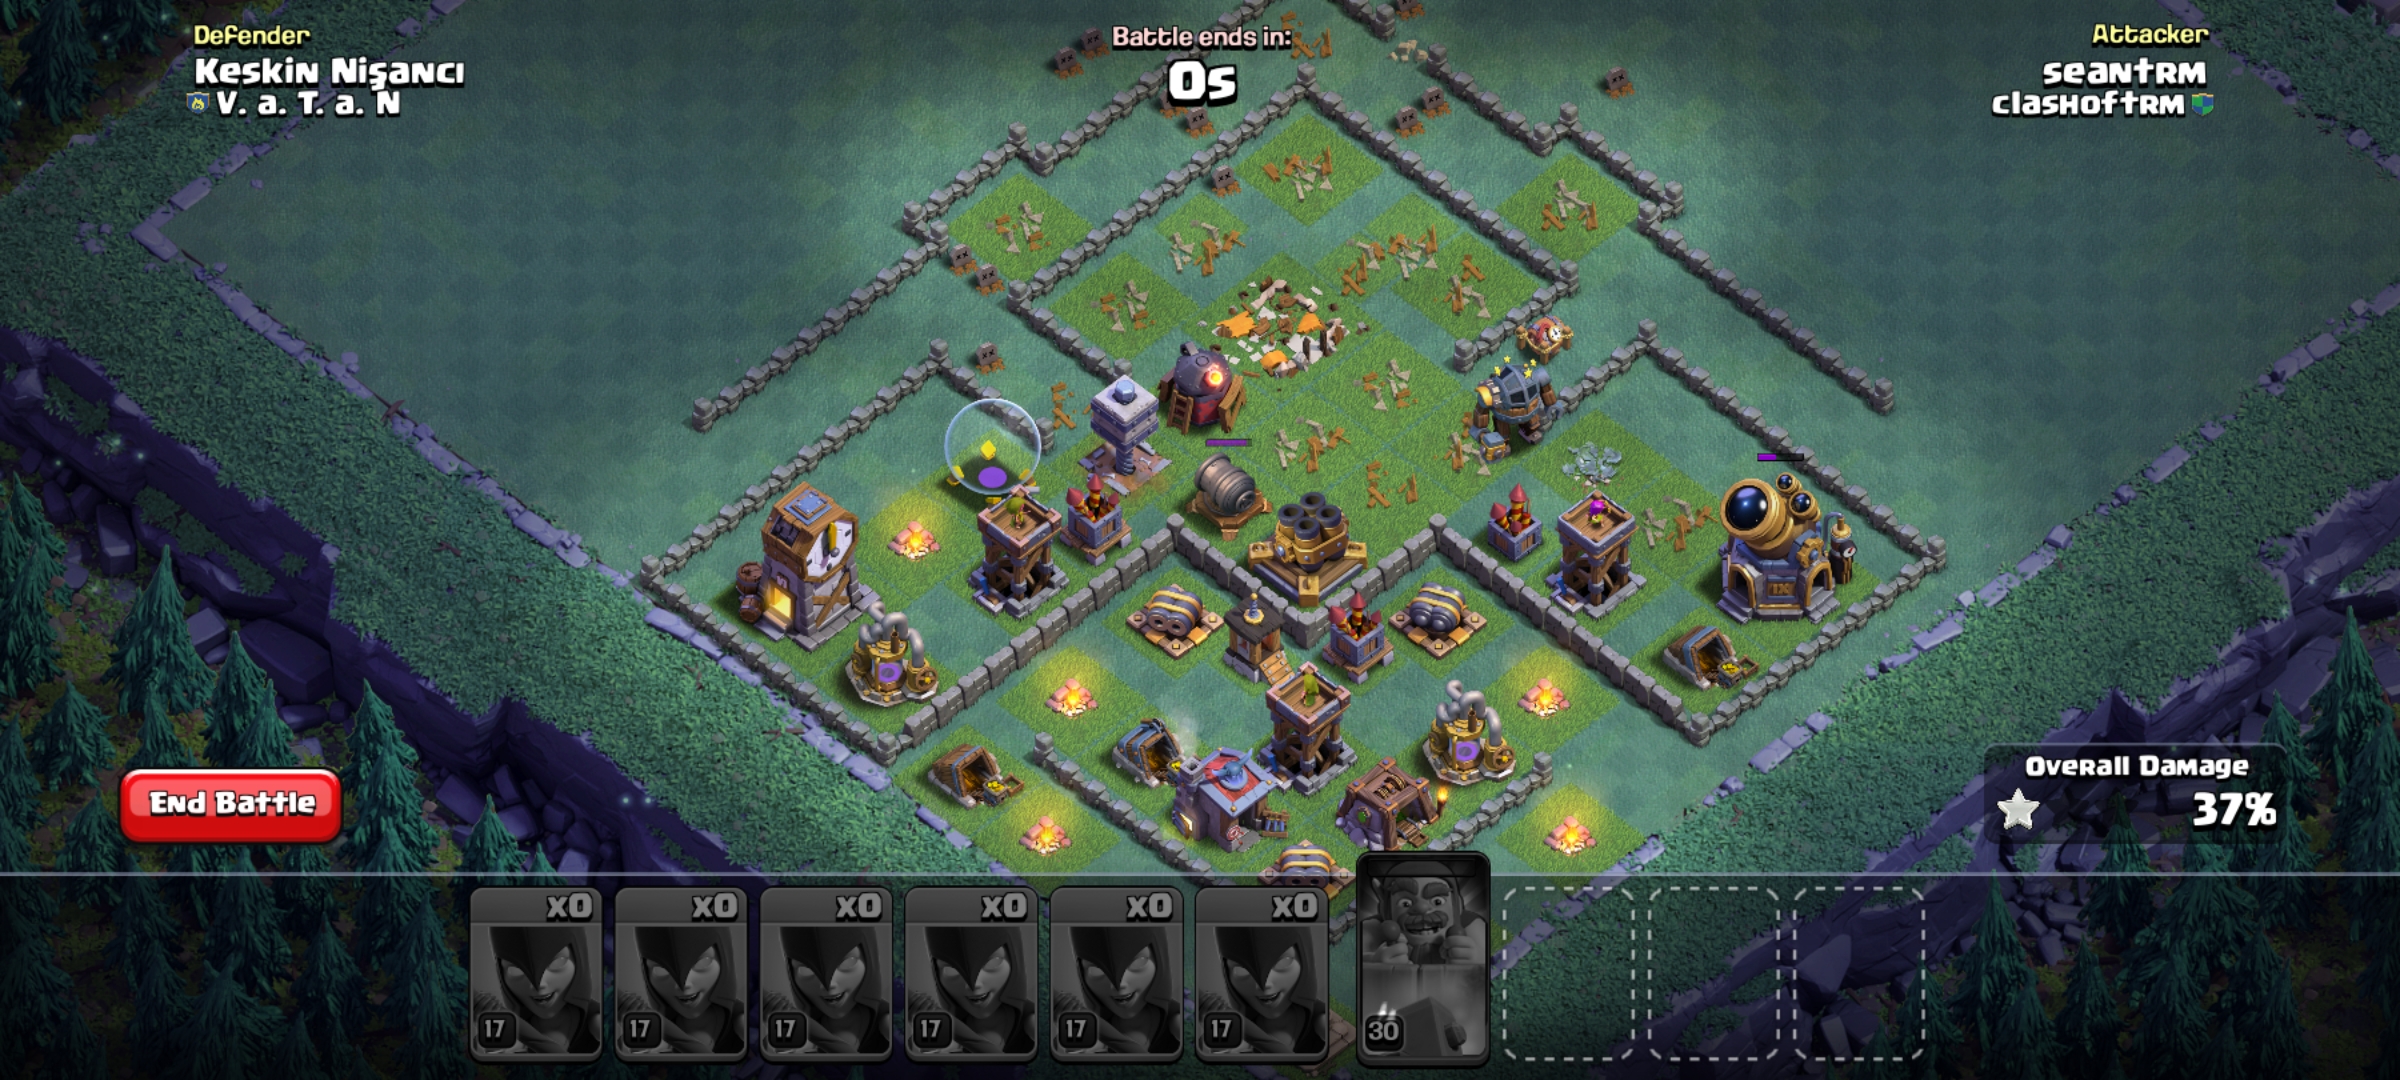 Defender
Keskin Nişancı
V. a. T. a. N
Battle ends in:
0s
Attacker
seantRM
clashoftRM
End Battle
Overall Damage
37%
x0
x0
x0
x0
x0
x0
17
17
17
17
17
17
30
IX